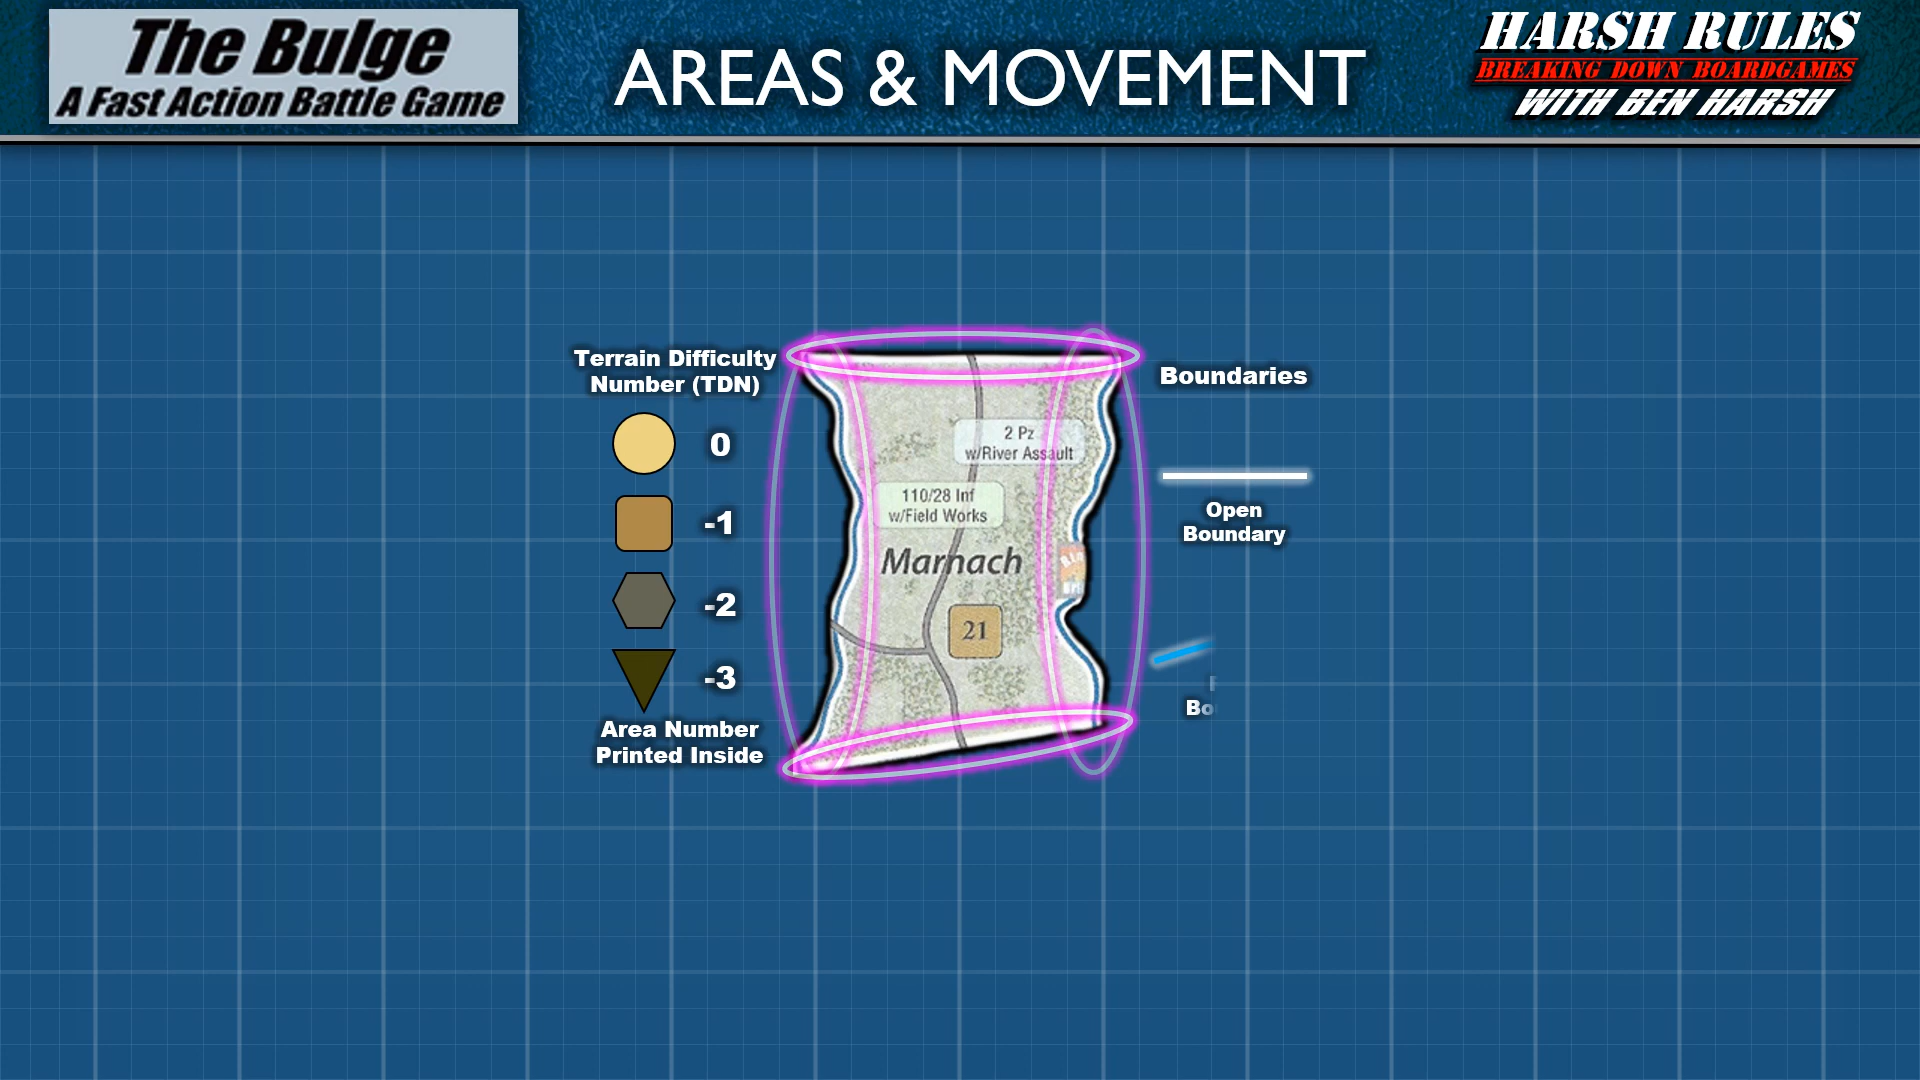 The Bulge
A Fast Action Battle Game
AREAS & MOVEMENT
HARSH RULES
BREAKING DOWN BOARDGAMES
WITH BEN HARSH
Terrain Difficulty
Number (TDN)
0
-1
-2
-3
Area Number
Printed Inside
2 Pz
w/River Assault
110/28 Inf
w/Field Works
Marnach
21
Boundaries
Open
Boundary